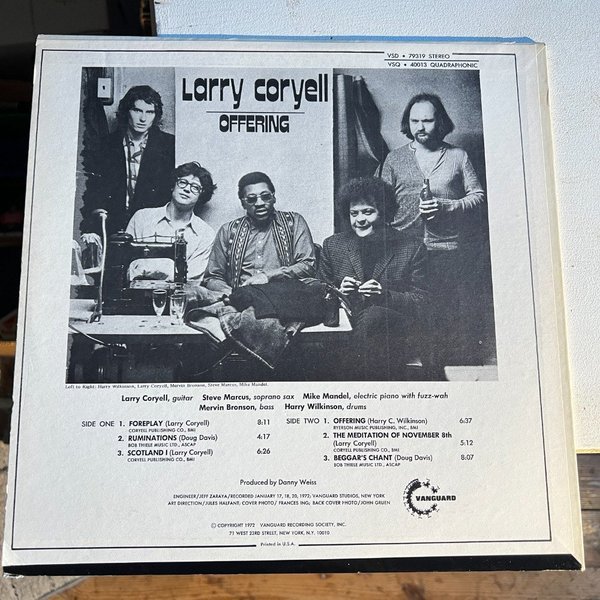 VSD • 79319 STEREO
VSQ • 40013 QUADRAPHONIC
Larry Coryell
OFFERING
Left to Right: Harry Wilkinson, Larry Coryell, Mervin Bronson, Steve Marcus, Mike Mandel.
Larry Coryell, guitar Steve Marcus, soprano sax Mike Mandel, electric piano with fuzz-wah
Mervin Bronson, bass Harry Wilkinson, drums
SIDE ONE 1. FOREPLAY (Larry Coryell) 8:11
CORYELL PUBLISHING CO., BMI
2. RUMINATIONS (Doug Davis) 4:17
BOB THIELE MUSIC LTD., ASCAP
3. SCOTLAND I (Larry Coryell) 6:26
CORYELL PUBLISHING CO., BMI
SIDE TWO 1. OFFERING (Harry C. Wilkinson) 6:37
RYERSON MUSIC PUBLISHING, INC., BMI
2. THE MEDITATION OF NOVEMBER 8th
(Larry Coryell) 5:12
CORYELL PUBLISHING CO., BMI
3. BEGGAR'S CHANT (Doug Davis) 8:07
BOB THIELE MUSIC LTD., ASCAP
Produced by Danny Weiss
ENGINEER/JEFF ZARAYA/RECORDED JANUARY 17, 18, 20, 1972; VANGUARD STUDIOS, NEW YORK
ART DIRECTION/JULES HALFANT; COVER PHOTO/ FRANCES ING; BACK COVER PHOTO/JOHN GRUEN
VANGUARD
© COPYRIGHT 1972 VANGUARD RECORDING SOCIETY, INC.
71 WEST 23RD STREET, NEW YORK, N.Y. 10010
Printed in U.S.A.